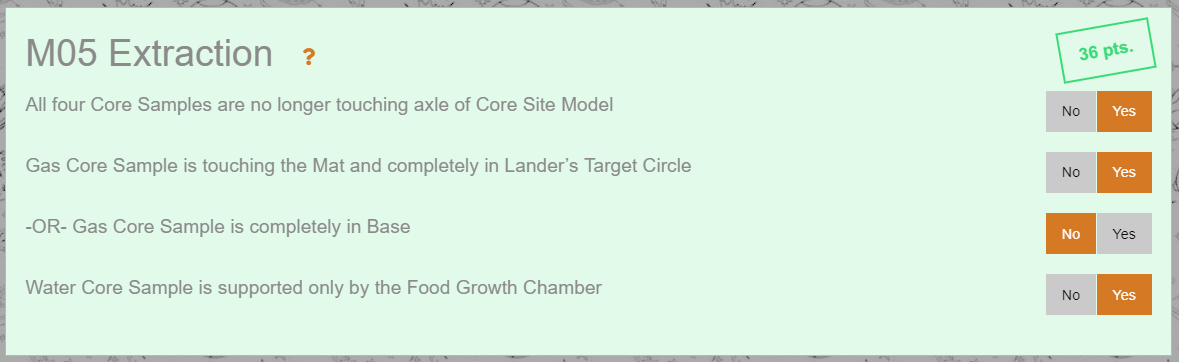 M05 Extraction ?
36 pts.
All four Core Samples are no longer touching axle of Core Site Model
No Yes
Gas Core Sample is touching the Mat and completely in Lander’s Target Circle
No Yes
-OR- Gas Core Sample is completely in Base
No Yes
Water Core Sample is supported only by the Food Growth Chamber
No Yes